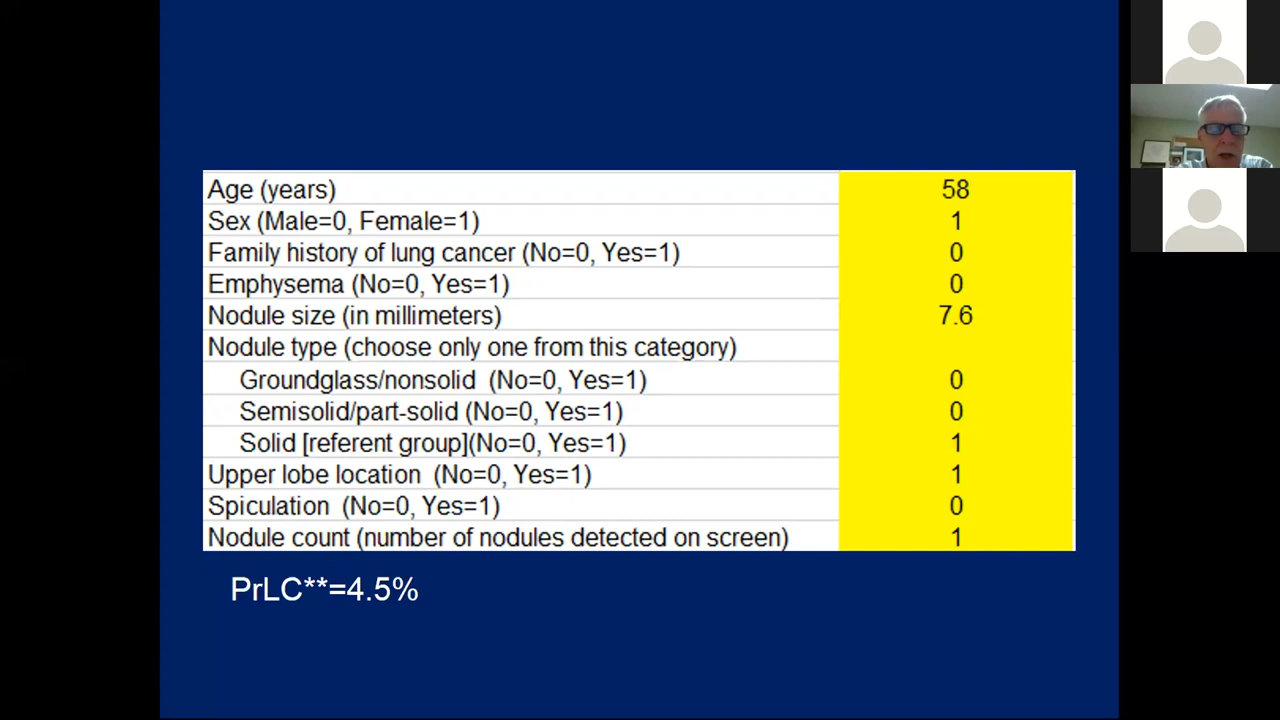 Age (years) 58
Sex (Male=0, Female=1) 1
Family history of lung cancer (No=0, Yes=1) 0
Emphysema (No=0, Yes=1) 0
Nodule size (in millimeters) 7.6
Nodule type (choose only one from this category)
Groundglass/nonsolid (No=0, Yes=1) 0
Semisolid/part-solid (No=0, Yes=1) 0
Solid [referent group](No=0, Yes=1) 1
Upper lobe location (No=0, Yes=1) 1
Spiculation (No=0, Yes=1) 0
Nodule count (number of nodules detected on screen) 1
PrLC**=4.5%